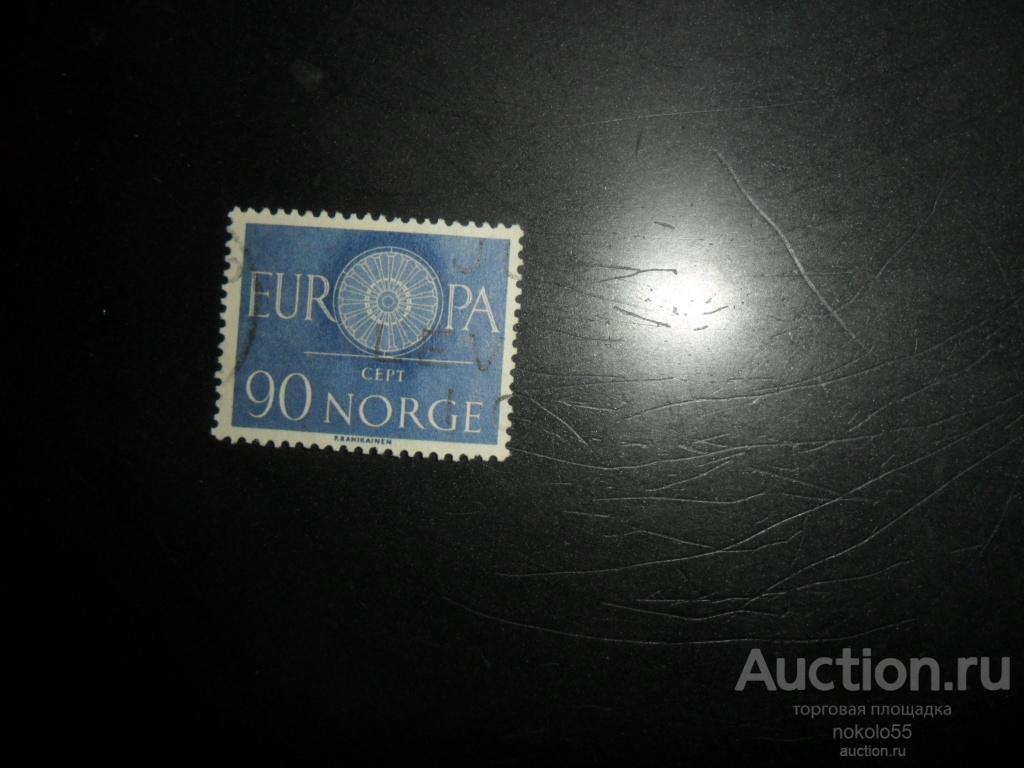 EUROPA
CEPT
90 NORGE
P. RAHIKAINEN
Auction.ru
торговая площадка
nokolo55
auction.ru